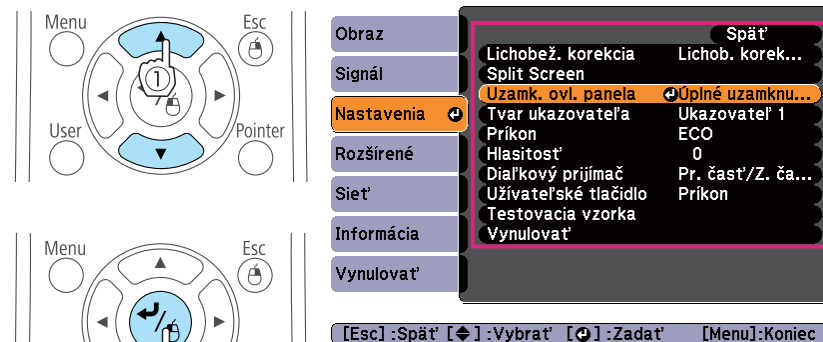 Menu
Esc
①
User
Pointer
Menu
Esc
Obraz
Signál
Nastavenia
Rozšírené
Sieť
Informácia
Vynulovať
Späť
Lichobež. korekcia Lichob. korek...
Split Screen
Uzamk. ovl. panela Úplné uzamknu...
Tvar ukazovateľa Ukazovateľ 1
Príkon ECO
Hlasitosť 0
Diaľkový prijímač Pr. časť/Z. ča...
Užívateľské tlačidlo Príkon
Testovacia vzorka
Vynulovať
[Esc] :Späť [◆] :Vybrať [⏎] :Zadať [Menu]:Koniec